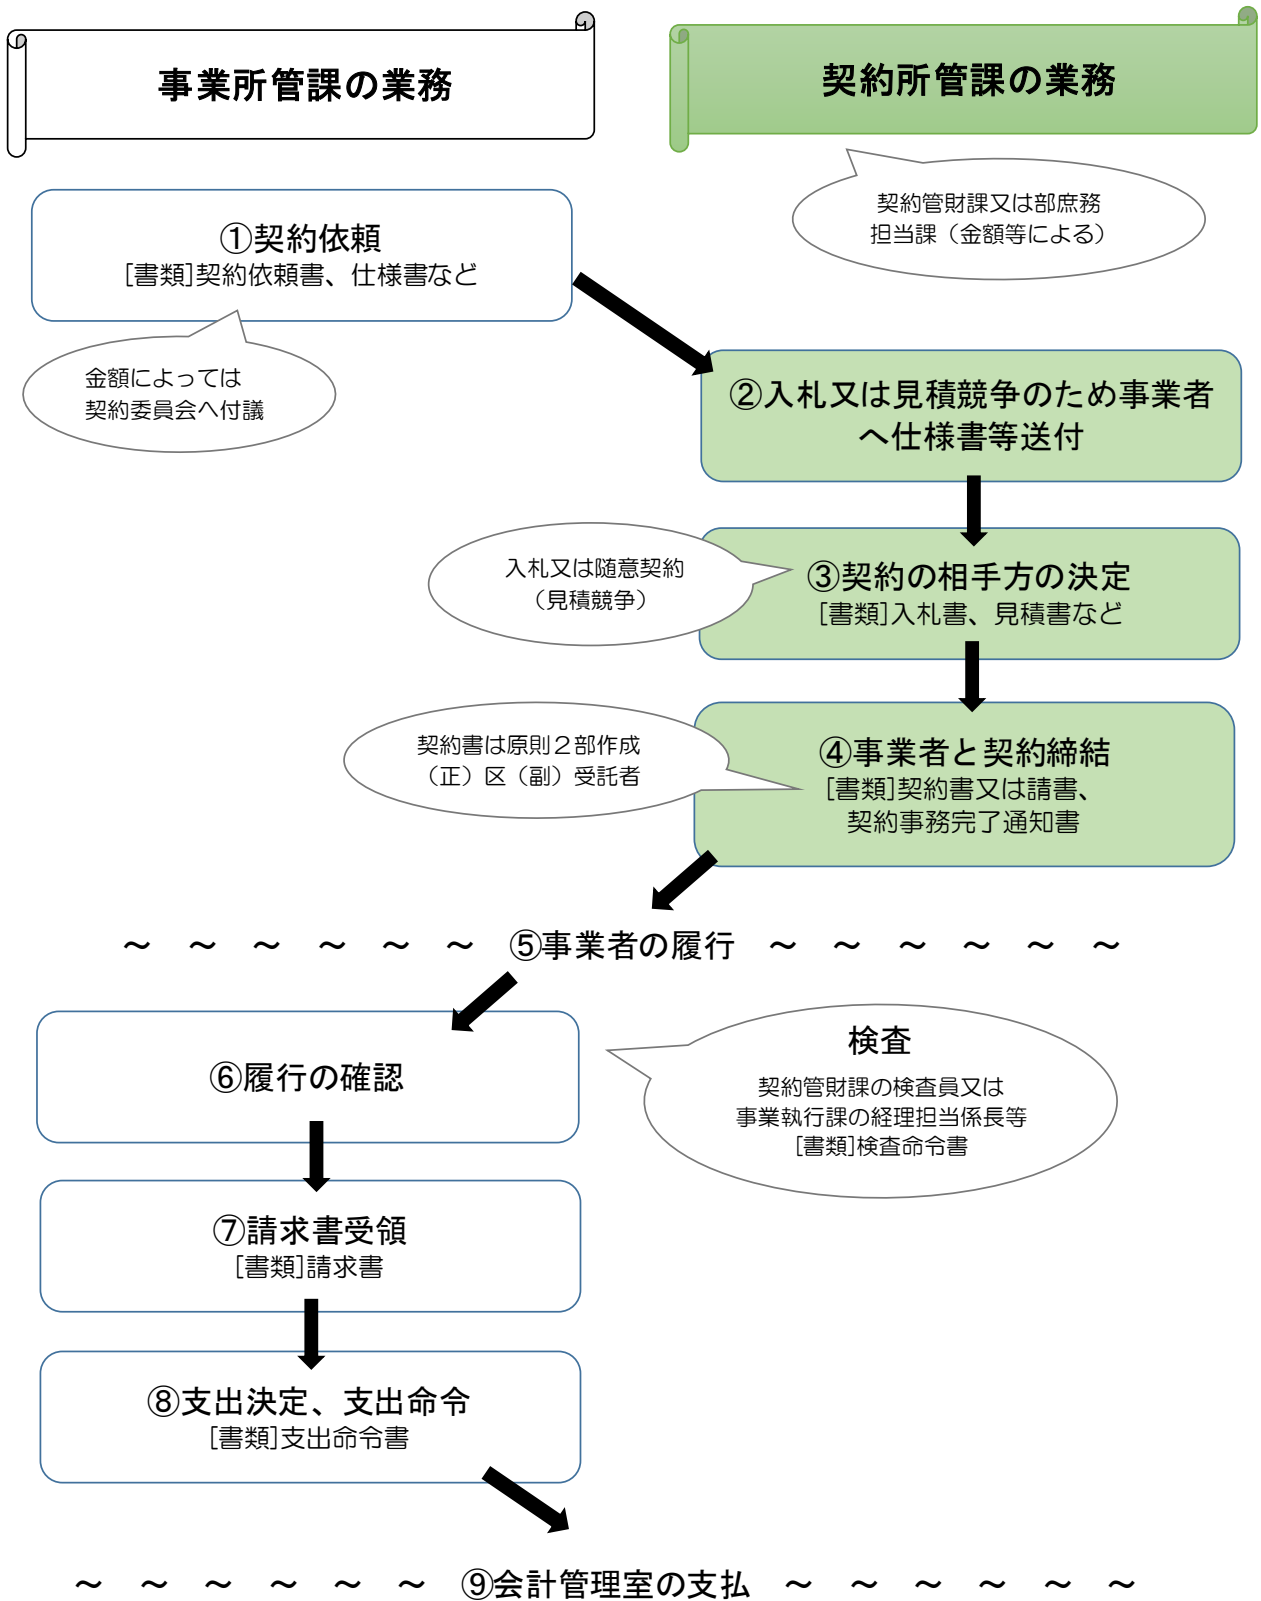 事業所管課の業務
契約所管課の業務
契約管財課又は部庶務
担当課（金額等による）
①契約依頼
[書類]契約依頼書、仕様書など
金額によっては
契約委員会へ付議
②入札又は見積競争のため事業者
へ仕様書等送付
入札又は随意契約
（見積競争）
③契約の相手方の決定
[書類]入札書、見積書など
契約書は原則２部作成
（正）区（副）受託者
④事業者と契約締結
[書類]契約書又は請書、
契約事務完了通知書
～　～　～　～　～　～　⑤事業者の履行　～　～　～　～　～　～
⑥履行の確認
検査
契約管財課の検査員又は
事業執行課の経理担当係長等
[書類]検査命令書
⑦請求書受領
[書類]請求書
⑧支出決定、支出命令
[書類]支出命令書
～　～　～　～　～　～　⑨会計管理室の支払　～　～　～　～　～　～